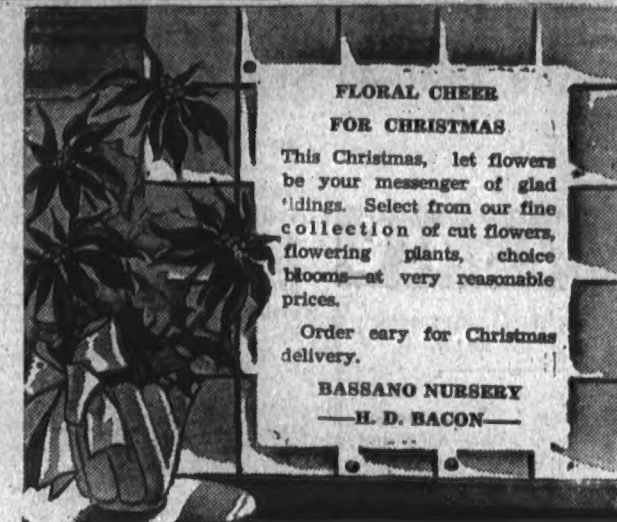 FLORAL CHEER
FOR CHRISTMAS
This Christmas, let flowers
be your messenger of glad
'idings. Select from our fine
collection of cut flowers,
flowering plants, choice
blooms—at very reasonable
prices.
Order eary for Christmas
delivery.
BASSANO NURSERY
—H. D. BACON—